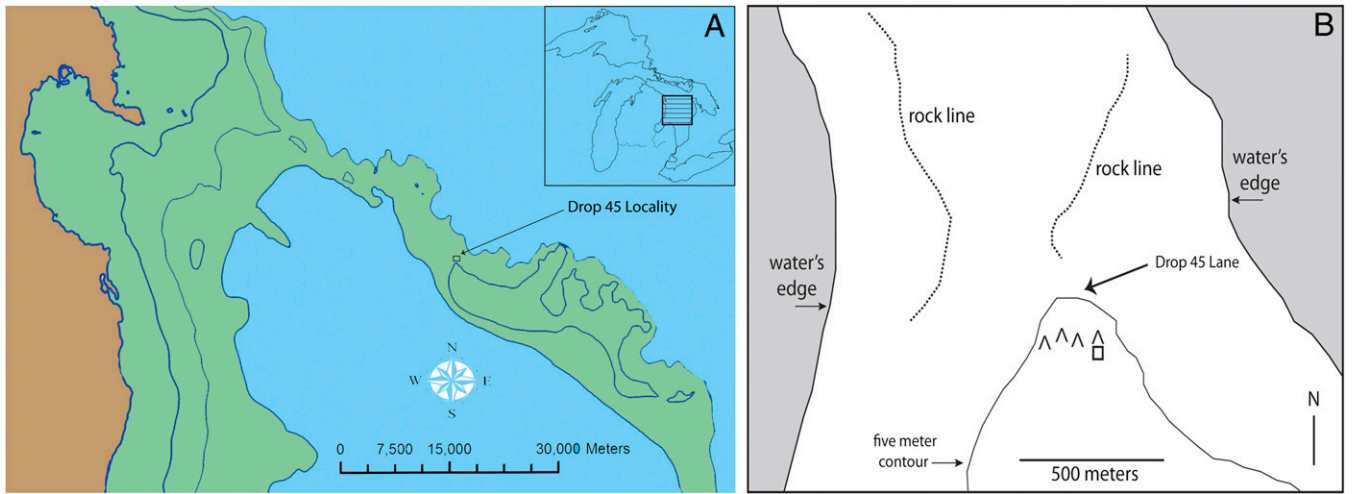 A
Drop 45 Locality
N
W E
S
0 7,500 15,000 30,000 Meters
B
rock line
rock line
water's
edge
water's
edge
Drop 45 Lane
five meter
contour
500 meters
N